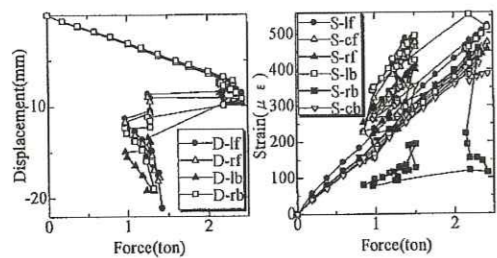 Displacement(mm)
0
-10
-20
D-lf
D-rf
D-lb
D-rb
0 1 2
Force(ton)
Strain(με)
500
400
300
200
100
0
S-lf
S-cf
S-rf
S-lb
S-rb
S-cb
0 1 2
Force(ton)